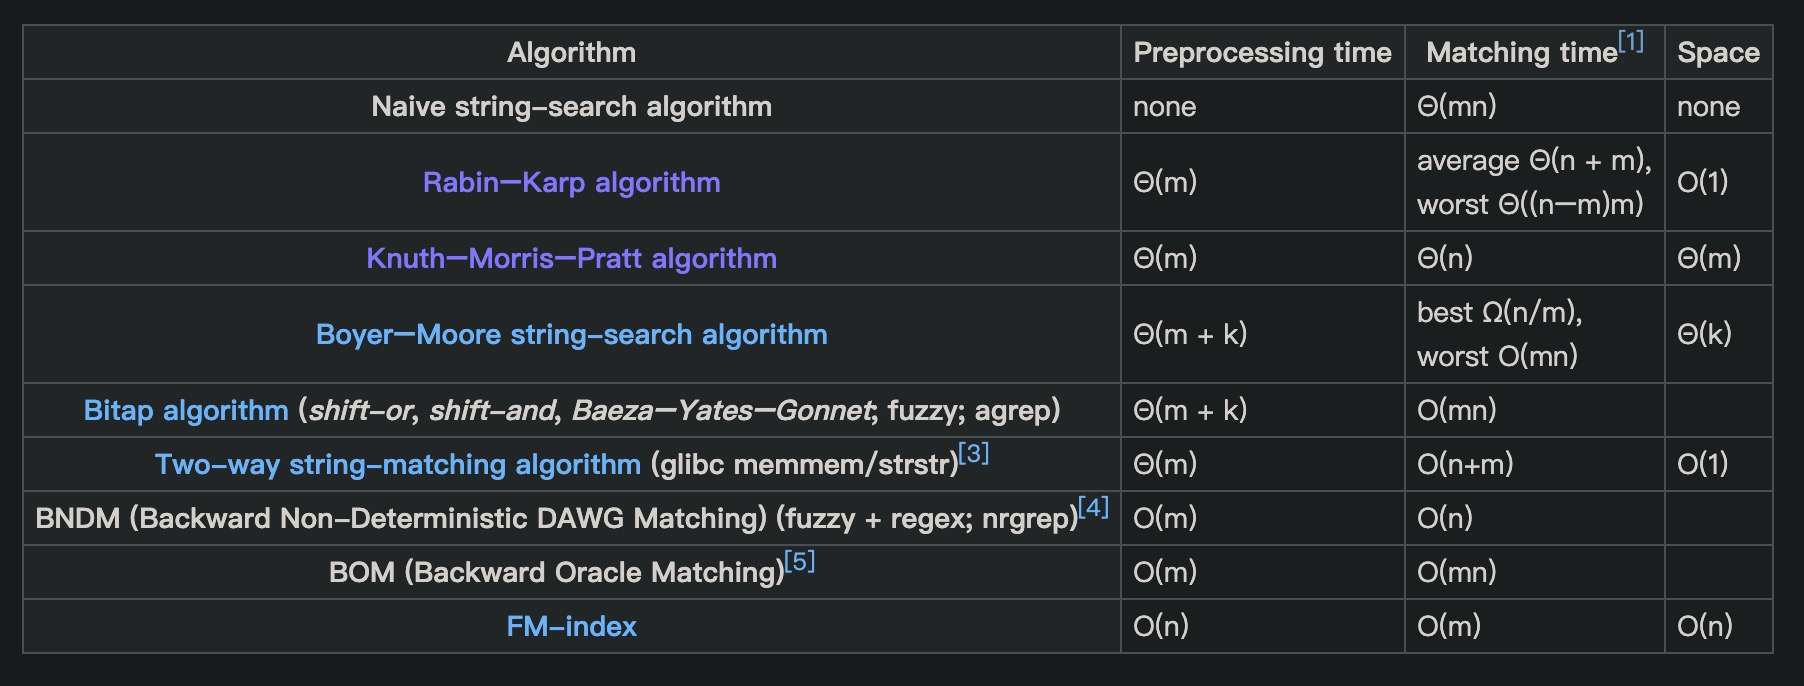 Algorithm Preprocessing time Matching time[1] Space
Naive string–search algorithm none Θ(mn) none
Rabin—Karp algorithm Θ(m) average Θ(n + m), O(1)
worst Θ((n—m)m)
Knuth—Morris—Pratt algorithm Θ(m) Θ(n) Θ(m)
Boyer—Moore string–search algorithm Θ(m + k) best Ω(n/m), Θ(k)
worst O(mn)
Bitap algorithm (shift–or, shift–and, Baeza—Yates—Gonnet; fuzzy; agrep) Θ(m + k) O(mn)
Two–way string–matching algorithm (glibc memmem/strstr)[3] Θ(m) O(n+m) O(1)
BNDM (Backward Non–Deterministic DAWG Matching) (fuzzy + regex; nrgrep)[4] O(m) O(n)
BOM (Backward Oracle Matching)[5] O(m) O(mn)
FM–index O(n) O(m) O(n)